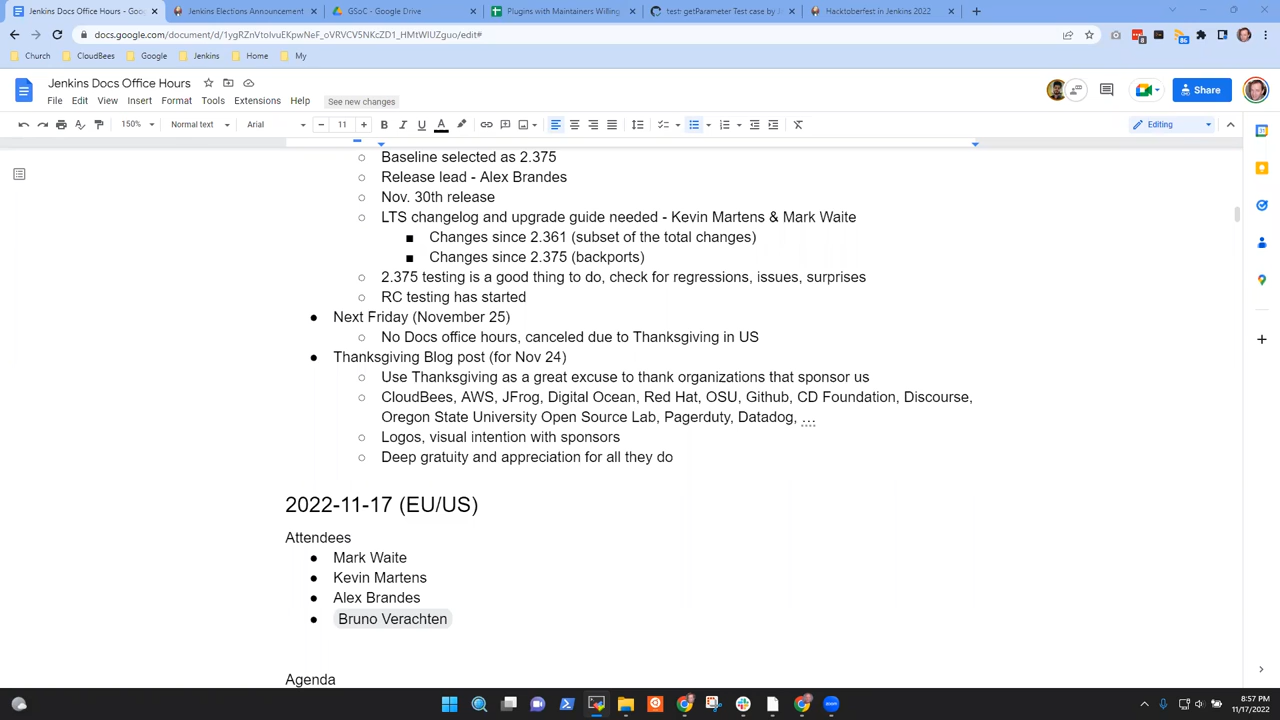 Jenkins Docs Office Hours - Goo
Jenkins Elections Announcement
GSoC - Google Drive
Plugins with Maintainers Willing
test: getParameter Test case by J
Hacktoberfest in Jenkins 2022
docs.google.com/document/d/1ygRZnVtoIvuEKpwNeF_oVRVCV5NKcZD1_HMtWIUZguo/edit#
Church
CloudBees
Google
Jenkins
Home
My
Jenkins Docs Office Hours
File Edit View Insert Format Tools Extensions Help
See new changes
Share
150%
Normal text
Arial
11
Editing
Baseline selected as 2.375
Release lead - Alex Brandes
Nov. 30th release
LTS changelog and upgrade guide needed - Kevin Martens & Mark Waite
Changes since 2.361 (subset of the total changes)
Changes since 2.375 (backports)
2.375 testing is a good thing to do, check for regressions, issues, surprises
RC testing has started
Next Friday (November 25)
No Docs office hours, canceled due to Thanksgiving in US
Thanksgiving Blog post (for Nov 24)
Use Thanksgiving as a great excuse to thank organizations that sponsor us
CloudBees, AWS, JFrog, Digital Ocean, Red Hat, OSU, Github, CD Foundation, Discourse,
Oregon State University Open Source Lab, Pagerduty, Datadog, …
Logos, visual intention with sponsors
Deep gratuity and appreciation for all they do
2022-11-17 (EU/US)
Attendees
Mark Waite
Kevin Martens
Alex Brandes
Bruno Verachten
Agenda
8:57 PM
11/17/2022